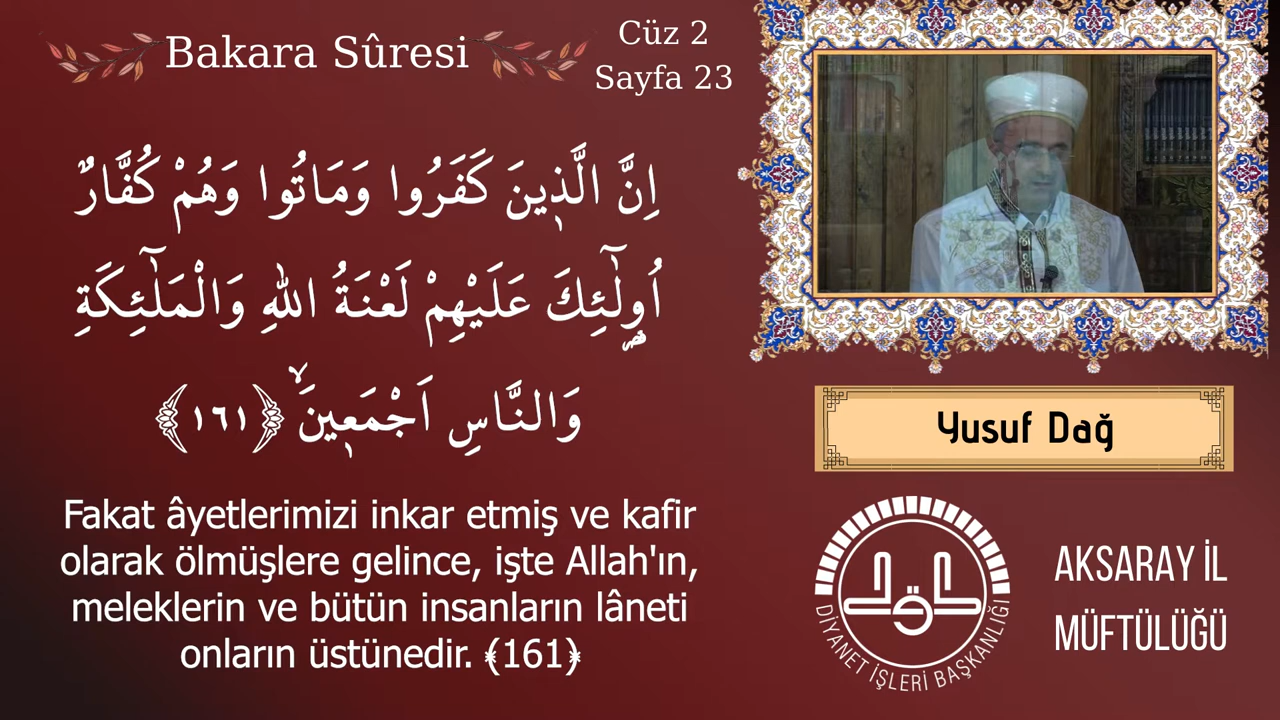 Bakara Sûresi
Cüz 2
Sayfa 23
اِنَّ الَّذ۪ينَ كَفَرُوا وَمَاتُوا وَهُمْ كُفَّارٌ
اُو۬لٰٓئِكَ عَلَيْهِمْ لَعْنَةُ اللّٰهِ وَالْمَلٰٓئِكَةِ
وَالنَّاسِ اَجْمَع۪ينَۙ ﴿١٦١﴾
Fakat âyetlerimizi inkar etmiş ve kafir
olarak ölmüşlere gelince, işte Allah'ın,
meleklerin ve bütün insanların lâneti
onların üstünedir. ﴾161﴿
Yusuf Dağ
DİYANET İŞLERİ BAŞKANLIĞI
AKSARAY İL
MÜFTÜLÜĞÜ